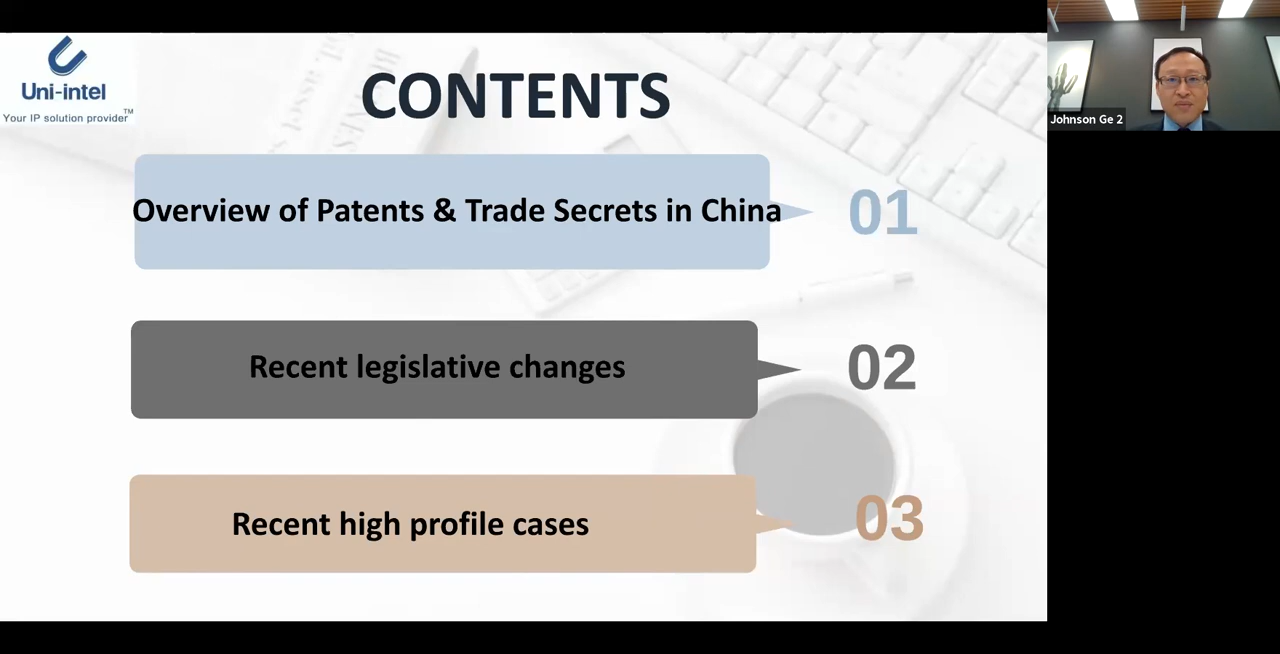 Uni-intel
Your IP solution provider™
CONTENTS
Overview of Patents & Trade Secrets in China
01
Recent legislative changes
02
Recent high profile cases
03
Johnson Ge 2